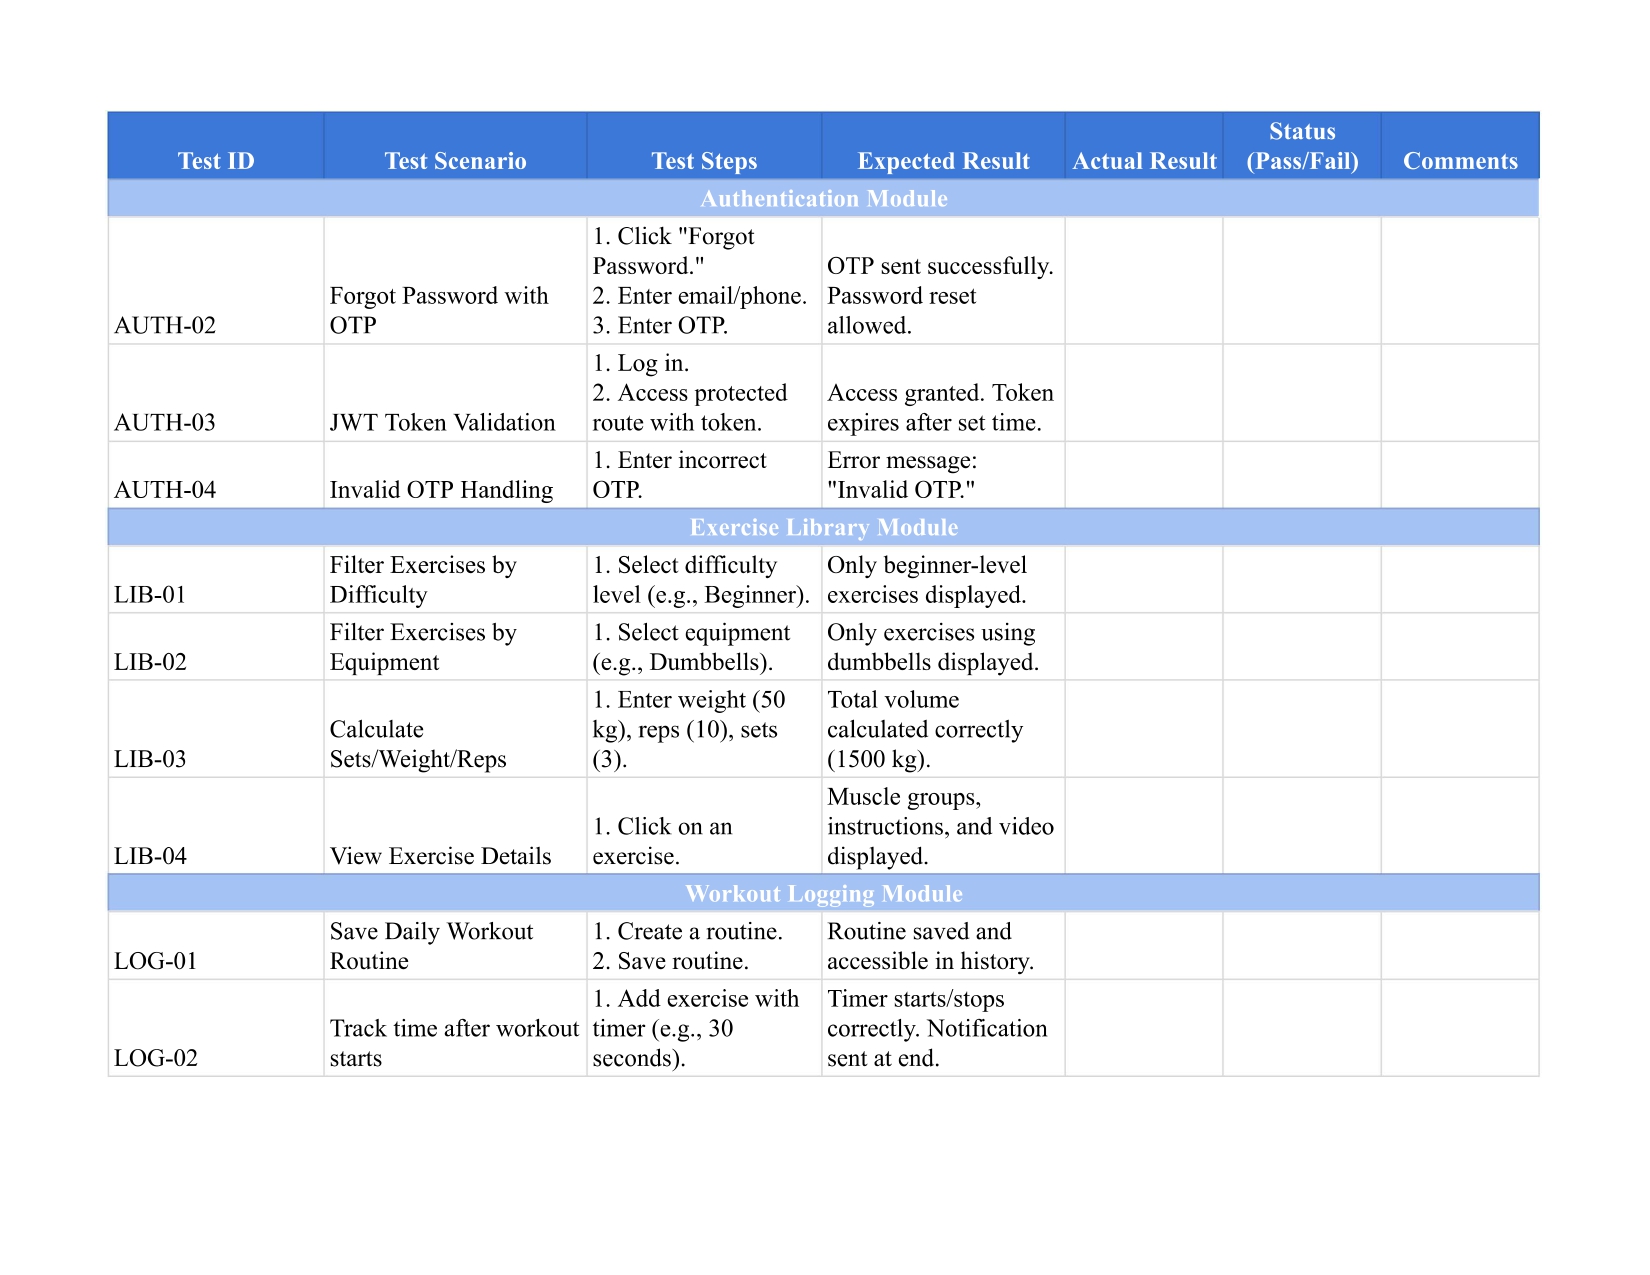 Test ID
Test Scenario
Test Steps
Expected Result
Actual Result
Status
(Pass/Fail)
Comments
Authentication Module
AUTH-02
Forgot Password with
OTP
1. Click "Forgot
Password."
2. Enter email/phone.
3. Enter OTP.
OTP sent successfully.
Password reset
allowed.
AUTH-03
JWT Token Validation
1. Log in.
2. Access protected
route with token.
Access granted. Token
expires after set time.
AUTH-04
Invalid OTP Handling
1. Enter incorrect
OTP.
Error message:
"Invalid OTP."
Exercise Library Module
LIB-01
Filter Exercises by
Difficulty
1. Select difficulty
level (e.g., Beginner).
Only beginner-level
exercises displayed.
LIB-02
Filter Exercises by
Equipment
1. Select equipment
(e.g., Dumbbells).
Only exercises using
dumbbells displayed.
LIB-03
Calculate
Sets/Weight/Reps
1. Enter weight (50
kg), reps (10), sets
(3).
Total volume
calculated correctly
(1500 kg).
LIB-04
View Exercise Details
1. Click on an
exercise.
Muscle groups,
instructions, and video
displayed.
Workout Logging Module
LOG-01
Save Daily Workout
Routine
1. Create a routine.
2. Save routine.
Routine saved and
accessible in history.
LOG-02
Track time after workout
starts
1. Add exercise with
timer (e.g., 30
seconds).
Timer starts/stops
correctly. Notification
sent at end.